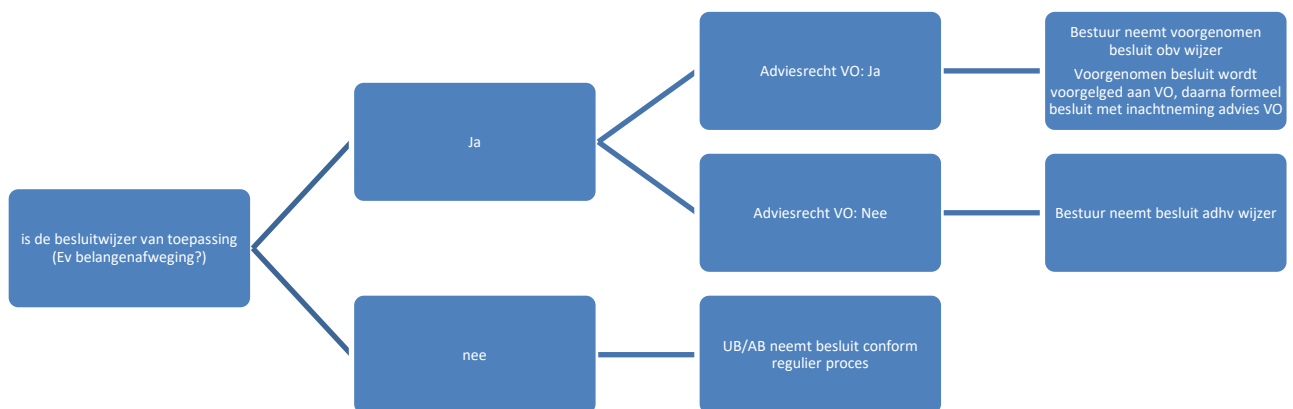 is de besluitwijzer van toepassing
(Ev belangenafweging?)
Ja
Adviesrecht VO: Ja
Bestuur neemt voorgenomen
besluit obv wijzer
Voorgenomen besluit wordt
voorgelged aan VO, daarna formeel
besluit met inachtneming advies VO
Adviesrecht VO: Nee
Bestuur neemt besluit adhv wijzer
nee
UB/AB neemt besluit conform
regulier proces